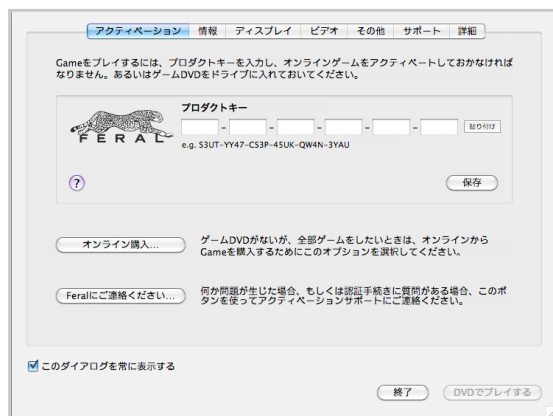 アクティベーション 情報 ディスプレイ ビデオ その他 サポート 詳細
Gameをプレイするには、プロダクトキーを入力し、オンラインゲームをアクティベートしておかなければ
なりません。あるいはゲームDVDをドライブに入れておいてください。
プロダクトキー
FERAL
- - - - - 貼り付け
e.g. S3UT-YY47-CS3P-45UK-QW4N-3YAU
? 保存
オンライン購入...
ゲームDVDがないが、全部ゲームをしたいときは、オンラインから
Gameを購入するためにこのオプションを選択してください。
Feralにご連絡ください...
何か問題が生じた場合、もしくは認証手続きに質問がある場合、このボ
タンを使ってアクティベーションサポートにご連絡ください。
このダイアログを常に表示する
終了 DVDでプレイする